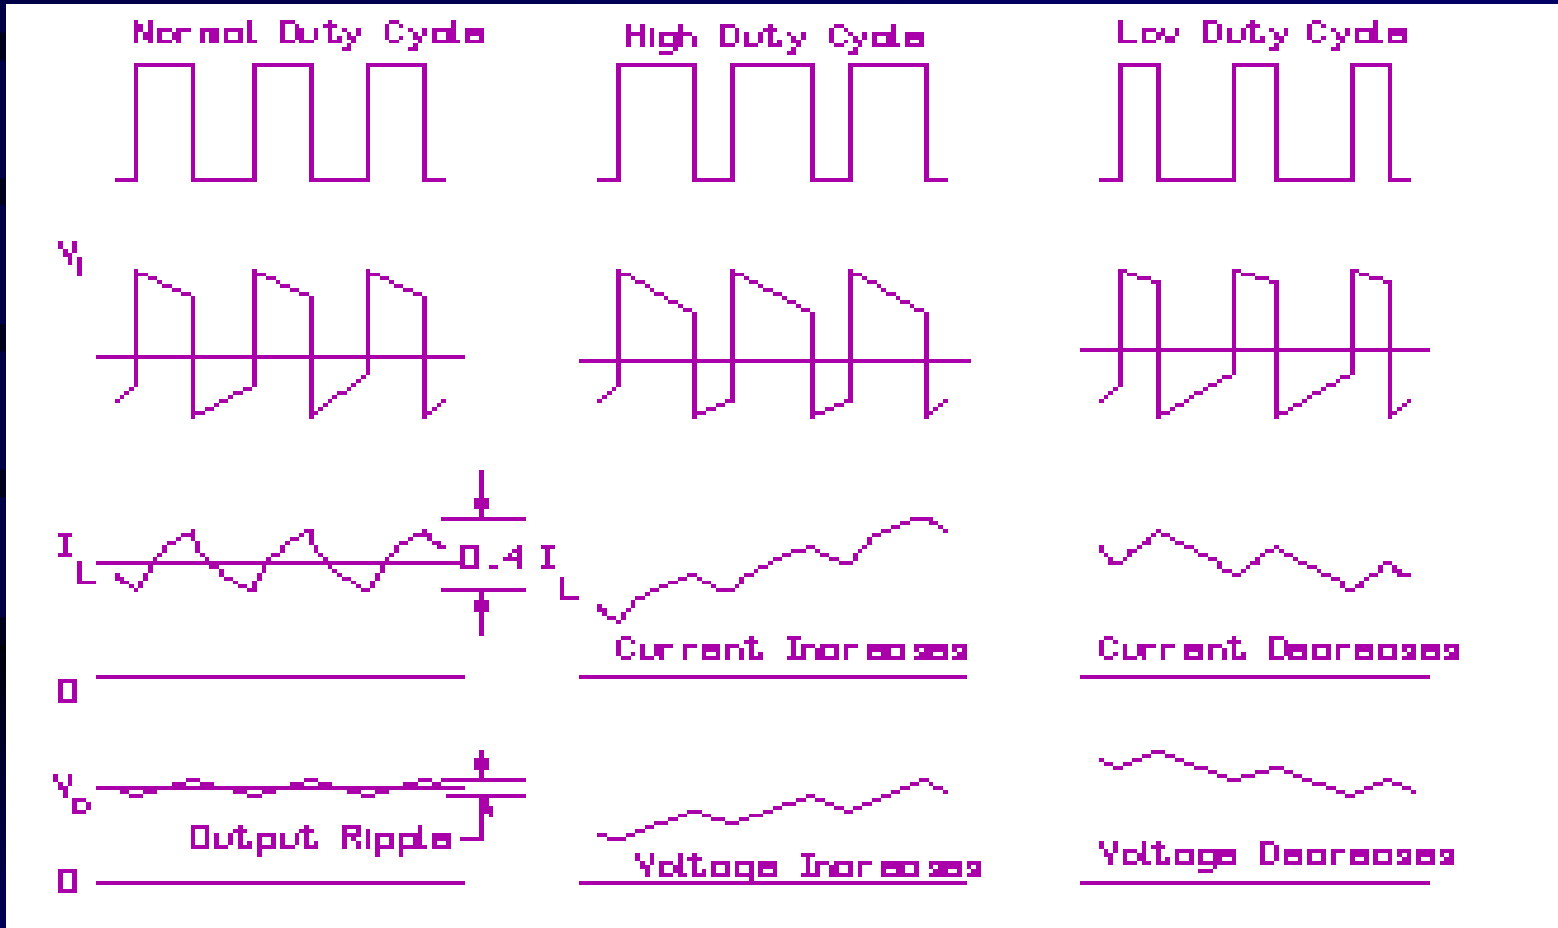 Normal Duty Cycle
High Duty Cycle
Low Duty Cycle
VI
IL
0.4 IL
Current Increases
Current Decreases
0
VO
Output Ripple
Voltage Increases
Voltage Decreases
0